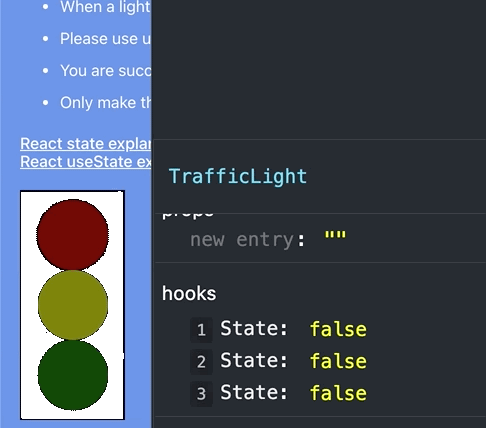 • When a light
• Please use u
• You are succ
• Only make th
React state explar
React useState ex
TrafficLight
props
new entry: ""
hooks
1 State: false
2 State: false
3 State: false